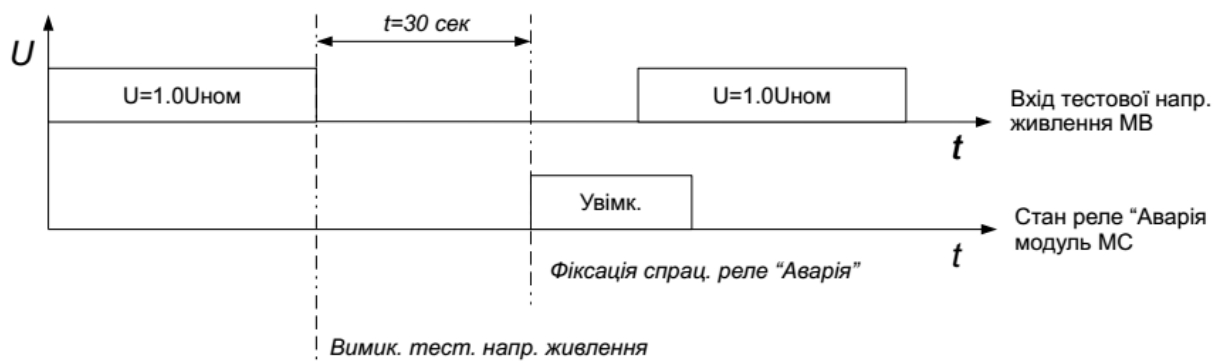 t=30 сек
U
U=1.0Uном
U=1.0Uном
Вхід тестової напр.
живлення МВ
t
Увімк.
Стан реле “Аварія
модуль МС
t
Фіксація спрац. реле “Аварія”
Вимик. тест. напр. живлення